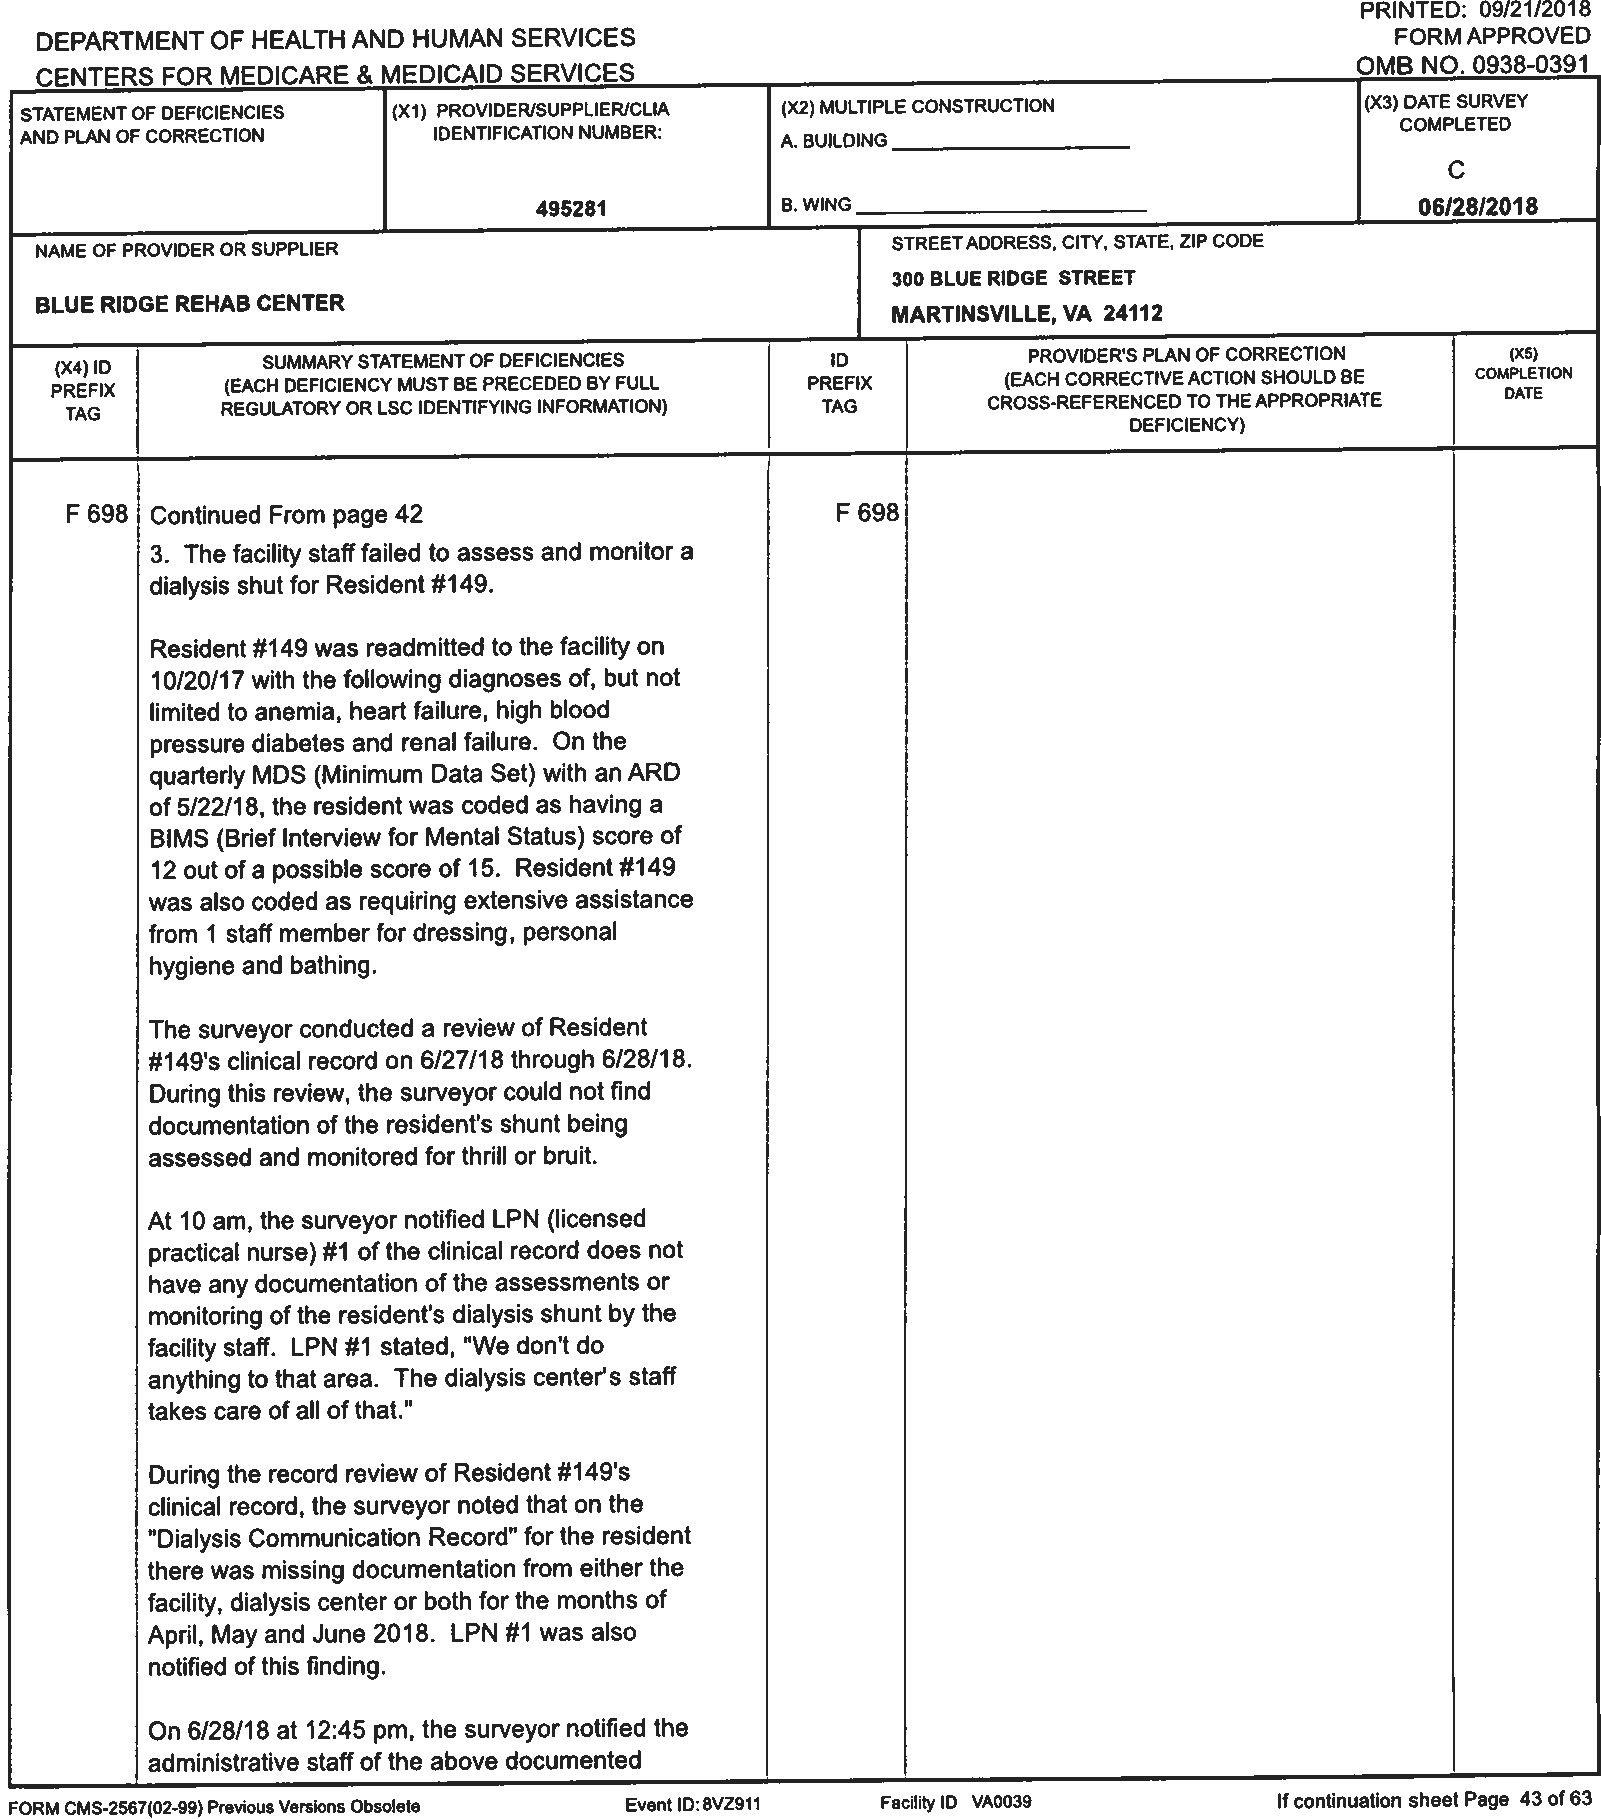 PRINTED: 09/21/2018
DEPARTMENT OF HEALTH AND HUMAN SERVICES
FORM APPROVED
CENTERS FOR MEDICARE & MEDICAID SERVICES
OMB NO. 0938-0391
STATEMENT OF DEFICIENCIES
AND PLAN OF CORRECTION
(X1) PROVIDER/SUPPLIER/CLIA
IDENTIFICATION NUMBER:
495281
(X2) MULTIPLE CONSTRUCTION
A. BUILDING
B. WING
(X3) DATE SURVEY
COMPLETED
C
06/28/2018
NAME OF PROVIDER OR SUPPLIER
BLUE RIDGE REHAB CENTER
STREET ADDRESS, CITY, STATE, ZIP CODE
300 BLUE RIDGE STREET
MARTINSVILLE, VA 24112
(X4) ID
PREFIX
TAG
SUMMARY STATEMENT OF DEFICIENCIES
(EACH DEFICIENCY MUST BE PRECEDED BY FULL
REGULATORY OR LSC IDENTIFYING INFORMATION)
ID
PREFIX
TAG
PROVIDER'S PLAN OF CORRECTION
(EACH CORRECTIVE ACTION SHOULD BE
CROSS-REFERENCED TO THE APPROPRIATE
DEFICIENCY)
(X5)
COMPLETION
DATE
F 698
Continued From page 42
F 698
3. The facility staff failed to assess and monitor a
dialysis shut for Resident #149.
Resident #149 was readmitted to the facility on
10/20/17 with the following diagnoses of, but not
limited to anemia, heart failure, high blood
pressure diabetes and renal failure. On the
quarterly MDS (Minimum Data Set) with an ARD
of 5/22/18, the resident was coded as having a
BIMS (Brief Interview for Mental Status) score of
12 out of a possible score of 15. Resident #149
was also coded as requiring extensive assistance
from 1 staff member for dressing, personal
hygiene and bathing.
The surveyor conducted a review of Resident
#149's clinical record on 6/27/18 through 6/28/18.
During this review, the surveyor could not find
documentation of the resident's shunt being
assessed and monitored for thrill or bruit.
At 10 am, the surveyor notified LPN (licensed
practical nurse) #1 of the clinical record does not
have any documentation of the assessments or
monitoring of the resident's dialysis shunt by the
facility staff. LPN #1 stated, "We don't do
anything to that area. The dialysis center's staff
takes care of all of that."
During the record review of Resident #149's
clinical record, the surveyor noted that on the
"Dialysis Communication Record" for the resident
there was missing documentation from either the
facility, dialysis center or both for the months of
April, May and June 2018. LPN #1 was also
notified of this finding.
On 6/28/18 at 12:45 pm, the surveyor notified the
administrative staff of the above documented
FORM CMS-2567(02-99) Previous Versions Obsolete
Event ID: 8VZ911
Facility ID VA0039
If continuation sheet Page 43 of 63